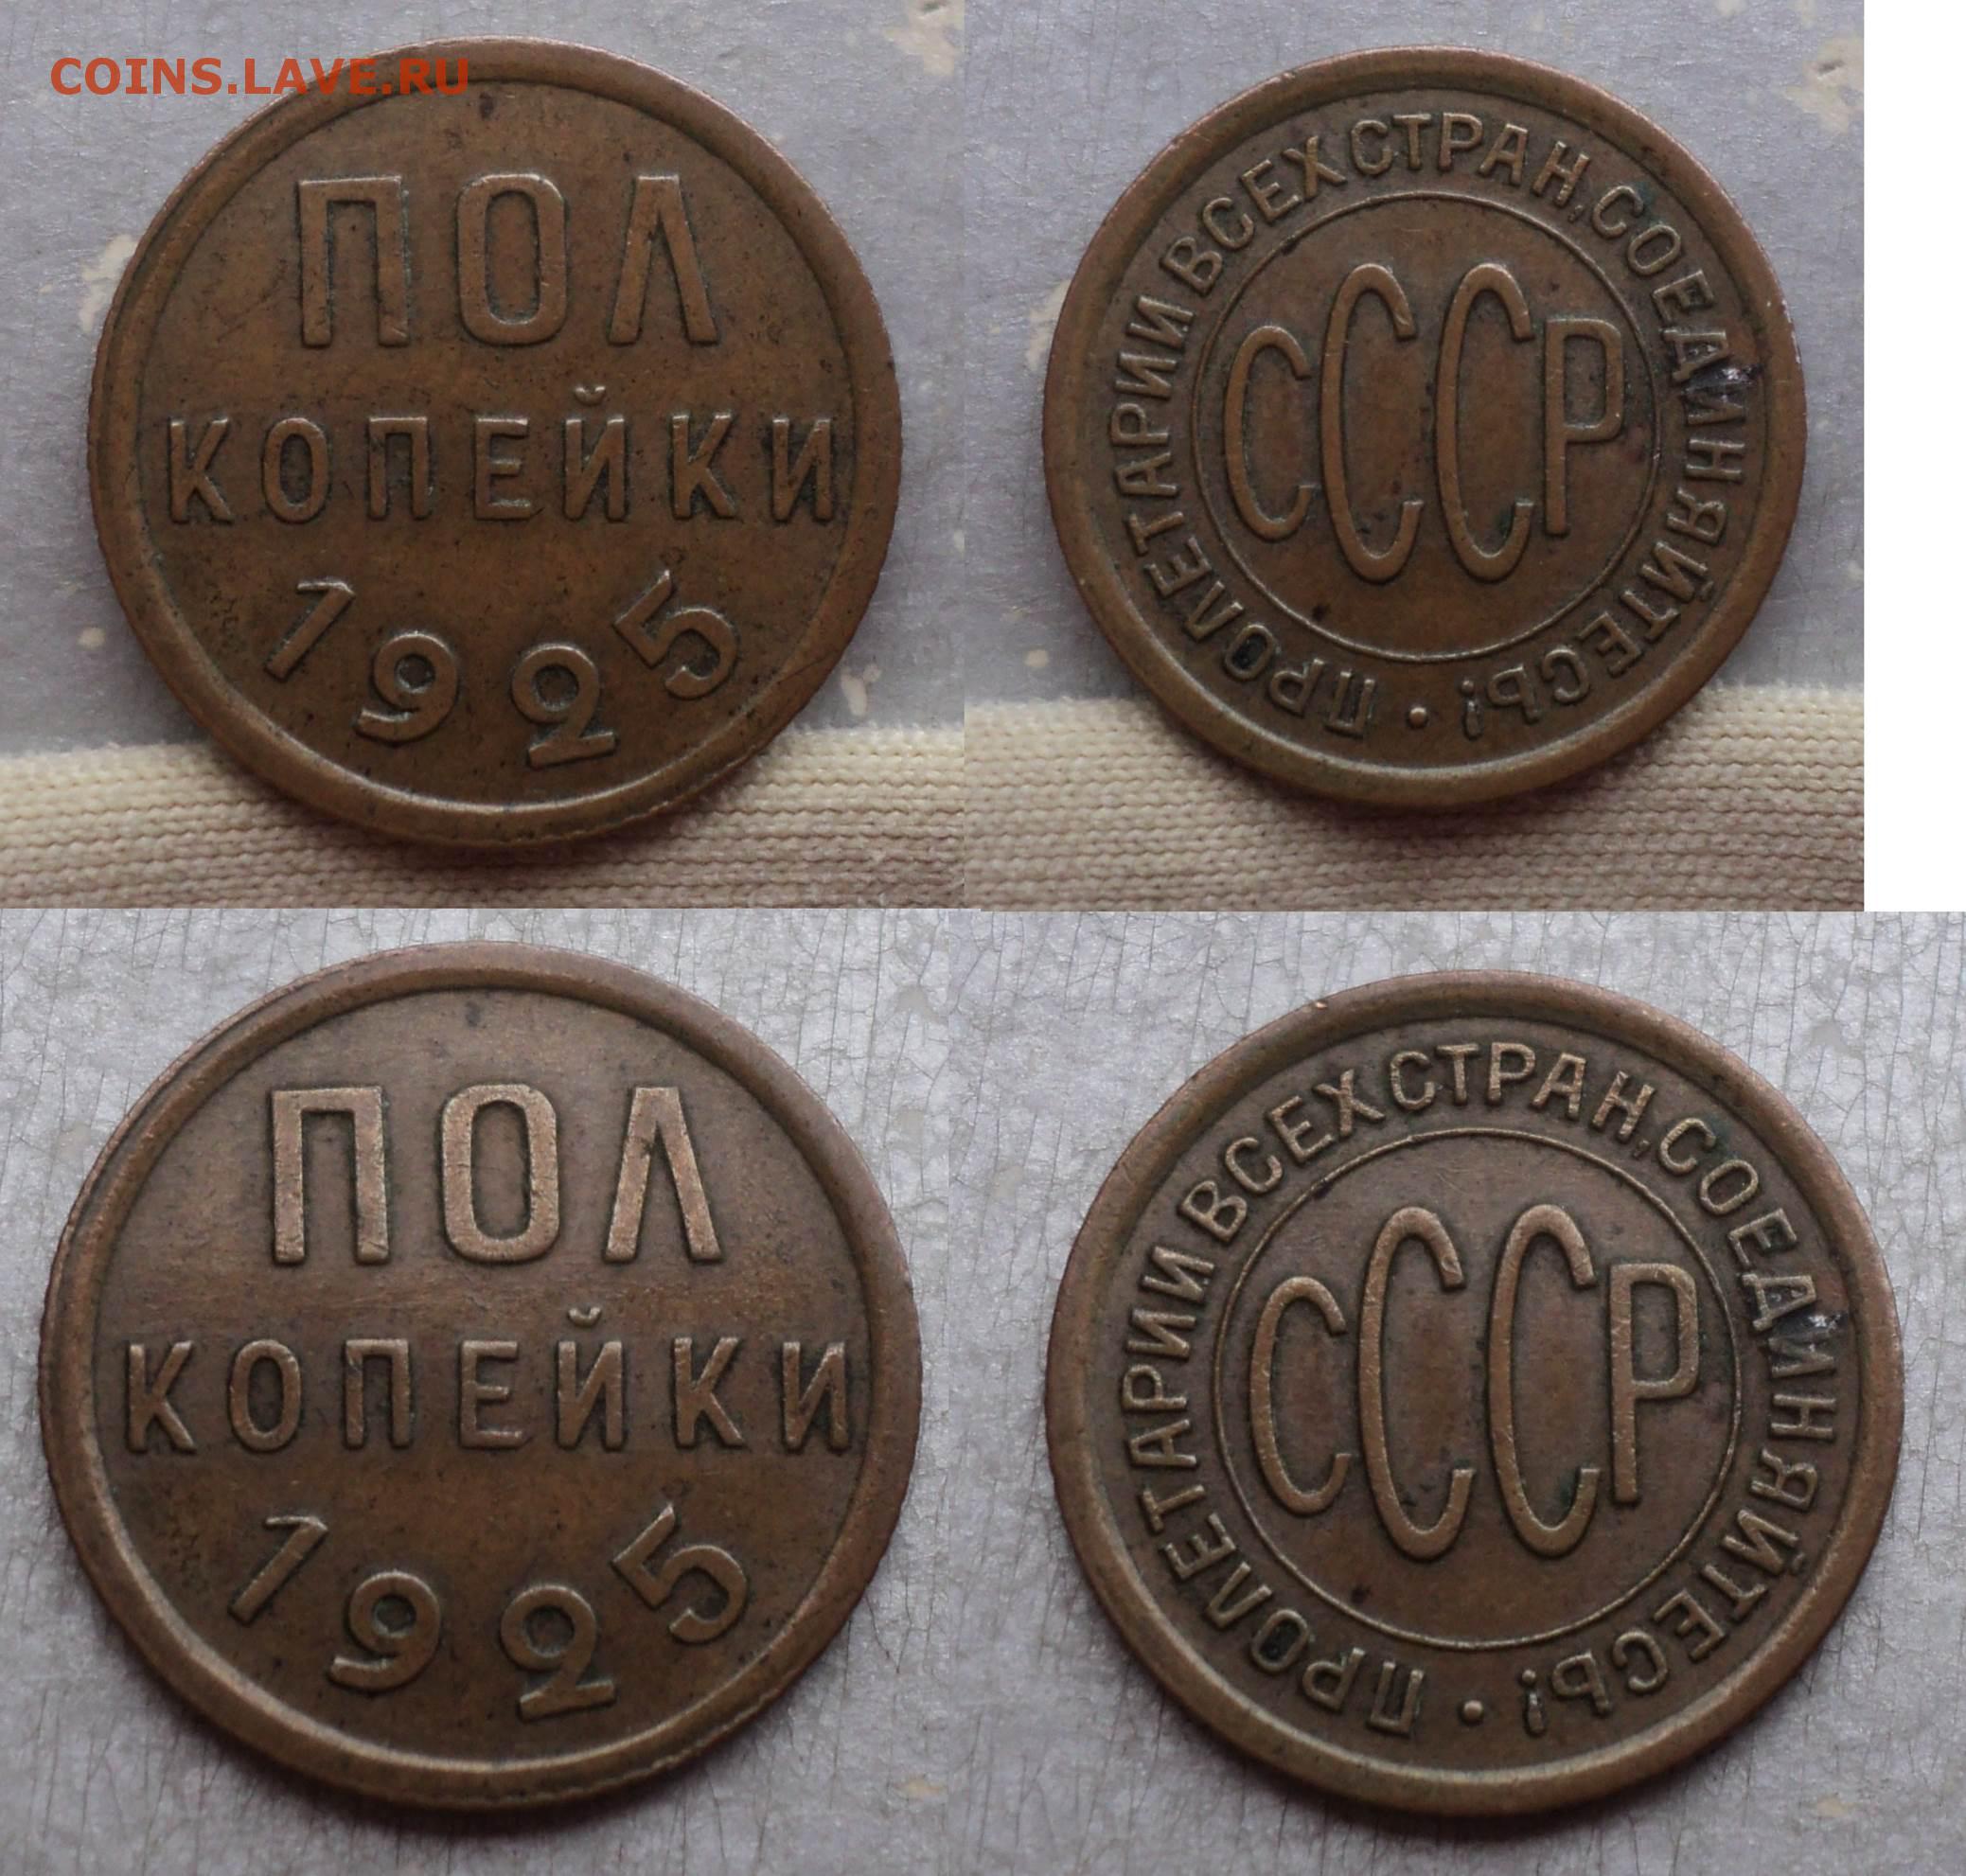 COINS.LAVE.RU
ПОЛ
КОПЕЙКИ
1925
ПРОЛЕТАРИИ ВСЕХ СТРАН, СОЕДИНЯЙТЕСЬ!
СССР
ПОЛ
КОПЕЙКИ
1925
ПРОЛЕТАРИИ ВСЕХ СТРАН, СОЕДИНЯЙТЕСЬ!
СССР